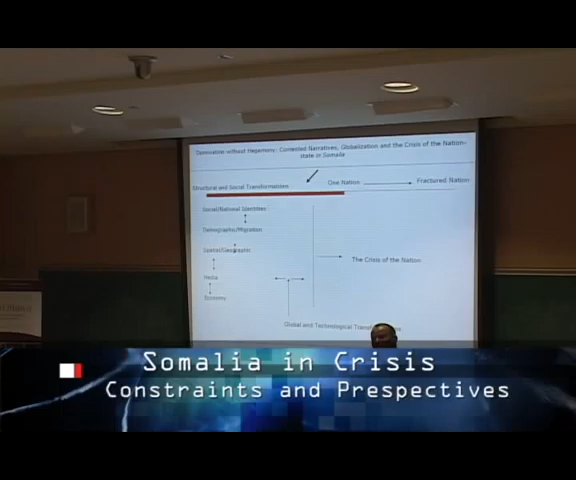 Domination without Hegemony: Contested Narratives, Globalization and the Crisis of the Nation-
state in Somalia
Structural and Social Transformations
One Nation
Fractured Nation
Social/National Identities
Demographic/Migration
Spatial/Geographic
Media
Economy
The Crisis of the Nation
Global and Technological
Somalia in Crisis
Constraints and Prespectives